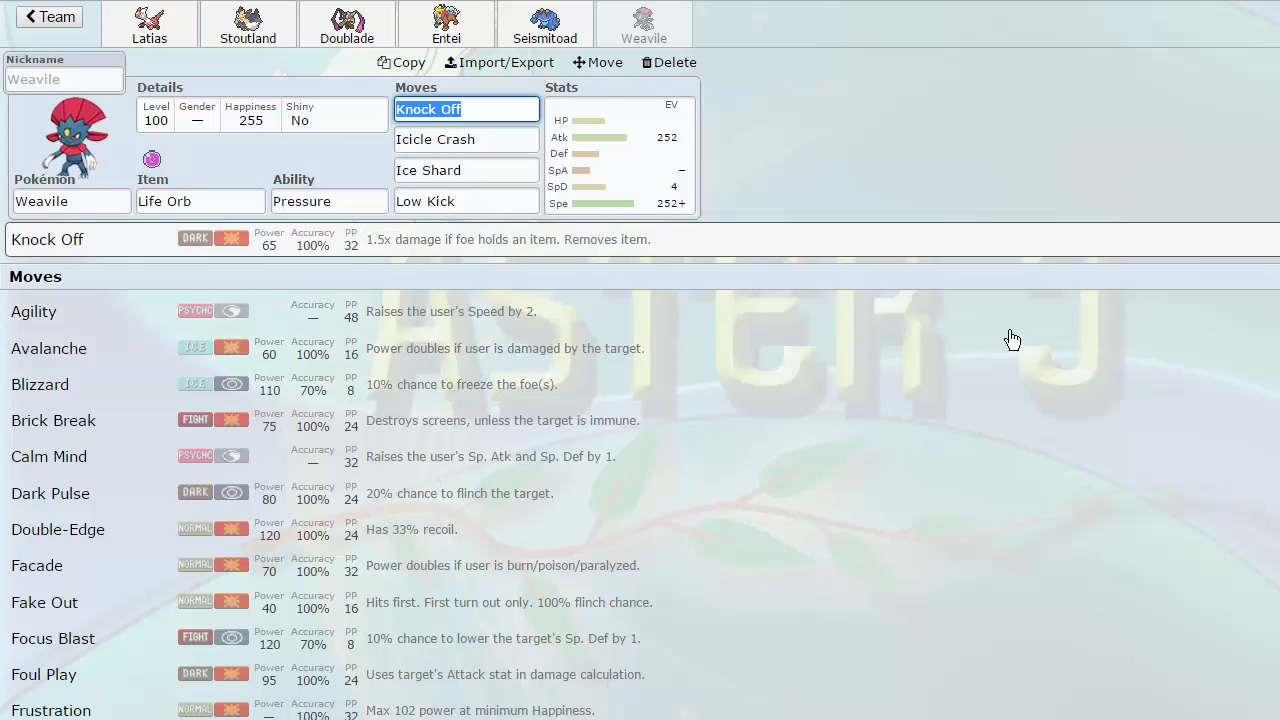 Team
Latias
Stoutland
Doublade
Entei
Seismitoad
Weavile
Copy
Import/Export
Move
Delete
Nickname
Weavile
Details
Level
100
Gender
—
Happiness
255
Shiny
No
Pokémon
Weavile
Item
Life Orb
Ability
Pressure
Moves
Knock Off
Icicle Crash
Ice Shard
Low Kick
Stats
EV
HP
Atk 252
Def
SpA –
SpD 4
Spe 252+
Knock Off DARK Power 65 Accuracy 100% PP 32 1.5x damage if foe holds an item. Removes item.
Moves
Agility PSYCHC Accuracy — PP 48 Raises the user's Speed by 2.
Avalanche ICE Power 60 Accuracy 100% PP 16 Power doubles if user is damaged by the target.
Blizzard ICE Power 110 Accuracy 70% PP 8 10% chance to freeze the foe(s).
Brick Break FIGHT Power 75 Accuracy 100% PP 24 Destroys screens, unless the target is immune.
Calm Mind PSYCHC Accuracy — PP 32 Raises the user's Sp. Atk and Sp. Def by 1.
Dark Pulse DARK Power 80 Accuracy 100% PP 24 20% chance to flinch the target.
Double-Edge NORMAL Power 120 Accuracy 100% PP 24 Has 33% recoil.
Facade NORMAL Power 70 Accuracy 100% PP 32 Power doubles if user is burn/poison/paralyzed.
Fake Out NORMAL Power 40 Accuracy 100% PP 16 Hits first. First turn out only. 100% flinch chance.
Focus Blast FIGHT Power 120 Accuracy 70% PP 8 10% chance to lower the target's Sp. Def by 1.
Foul Play DARK Power 95 Accuracy 100% PP 24 Uses target's Attack stat in damage calculation.
Frustration NORMAL Power — Accuracy 100% PP 32 Max 102 power at minimum Happiness.